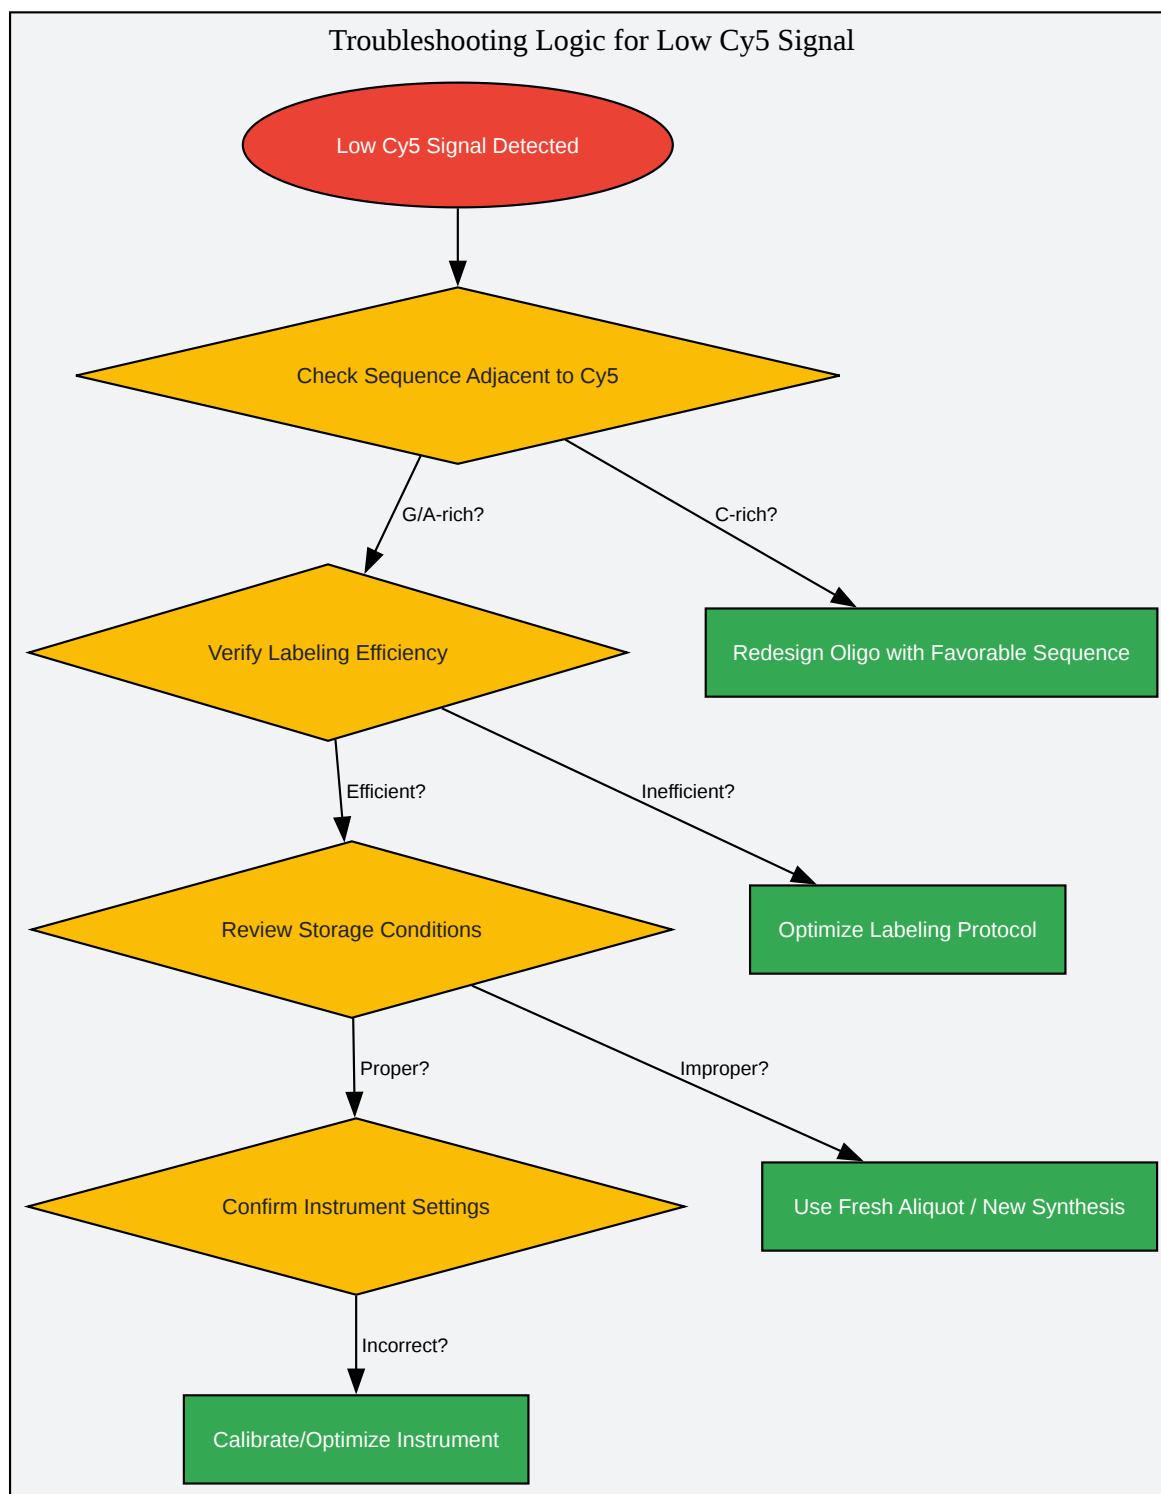 Troubleshooting Logic for Low Cy5 Signal
Low Cy5 Signal Detected
Check Sequence Adjacent to Cy5
G/A-rich?
C-rich?
Verify Labeling Efficiency
Redesign Oligo with Favorable Sequence
Efficient?
Inefficient?
Review Storage Conditions
Optimize Labeling Protocol
Proper?
Improper?
Confirm Instrument Settings
Use Fresh Aliquot / New Synthesis
Incorrect?
Calibrate/Optimize Instrument